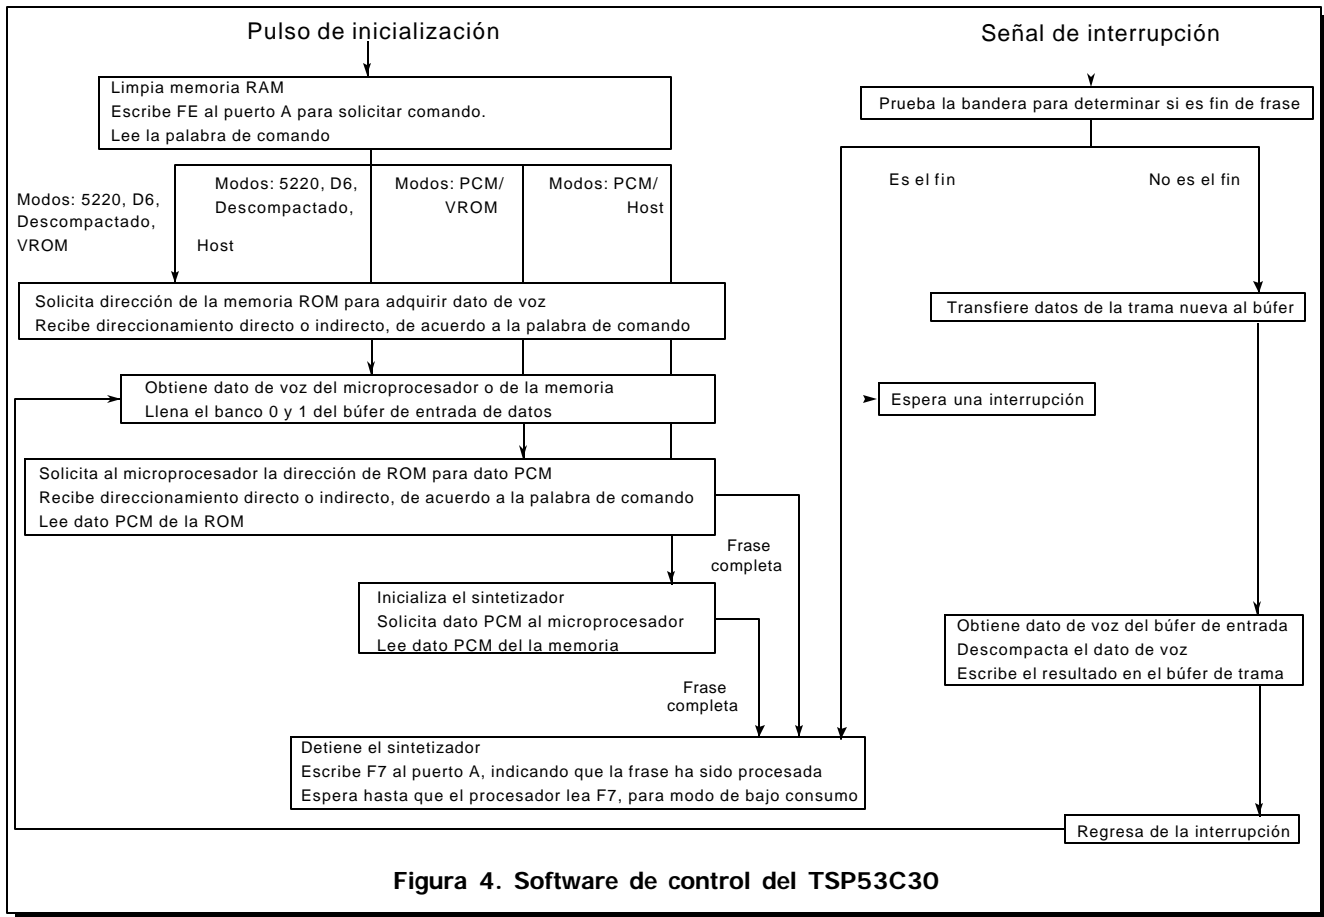 Pulso de inicialización
Señal de interrupción
Limpia memoria RAM
Escribe FE al puerto A para solicitar comando.
Lee la palabra de comando
Prueba la bandera para determinar si es fin de frase
Modos: 5220, D6,
Descompactado,
VROM
Modos: 5220, D6,
Descompactado,
Host
Modos: PCM/
VROM
Modos: PCM/
Host
Es el fin
No es el fin
Solicita dirección de la memoria ROM para adquirir dato de voz
Recibe direccionamiento directo o indirecto, de acuerdo a la palabra de comando
Transfiere datos de la trama nueva al búfer
Obtiene dato de voz del microprocesador o de la memoria
Llena el banco 0 y 1 del búfer de entrada de datos
Espera una interrupción
Solicita al microprocesador la dirección de ROM para dato PCM
Recibe direccionamiento directo o indirecto, de acuerdo a la palabra de comando
Lee dato PCM de la ROM
Frase
completa
Inicializa el sintetizador
Solicita dato PCM al microprocesador
Lee dato PCM del la memoria
Obtiene dato de voz del búfer de entrada
Descompacta el dato de voz
Escribe el resultado en el búfer de trama
Frase
completa
Detiene el sintetizador
Escribe F7 al puerto A, indicando que la frase ha sido procesada
Espera hasta que el procesador lea F7, para modo de bajo consumo
Regresa de la interrupción
Figura 4. Software de control del TSP53C30